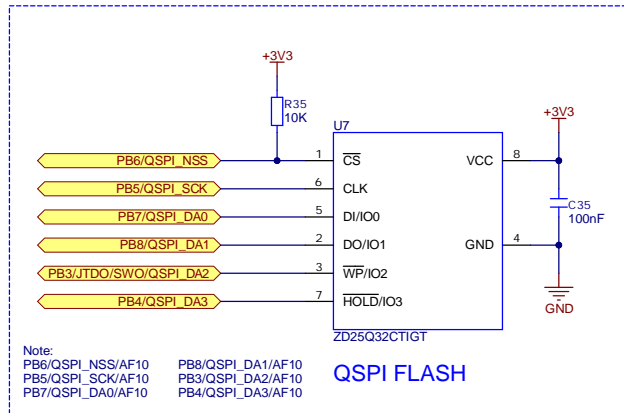 +3V3
R35
10K
U7
+3V3
PB6/QSPI_NSS 1 CS VCC 8
PB5/QSPI_SCK 6 CLK
C35
100nF
PB7/QSPI_DA0 5 DI/IO0
PB8/QSPI_DA1 2 DO/IO1 GND 4
PB3/JTDO/SWO/QSPI_DA2 3 WP/IO2
PB4/QSPI_DA3 7 HOLD/IO3
GND
ZD25Q32CTIGT
Note:
PB6/QSPI_NSS/AF10 PB8/QSPI_DA1/AF10
PB5/QSPI_SCK/AF10 PB3/QSPI_DA2/AF10
PB7/QSPI_DA0/AF10 PB4/QSPI_DA3/AF10
QSPI FLASH